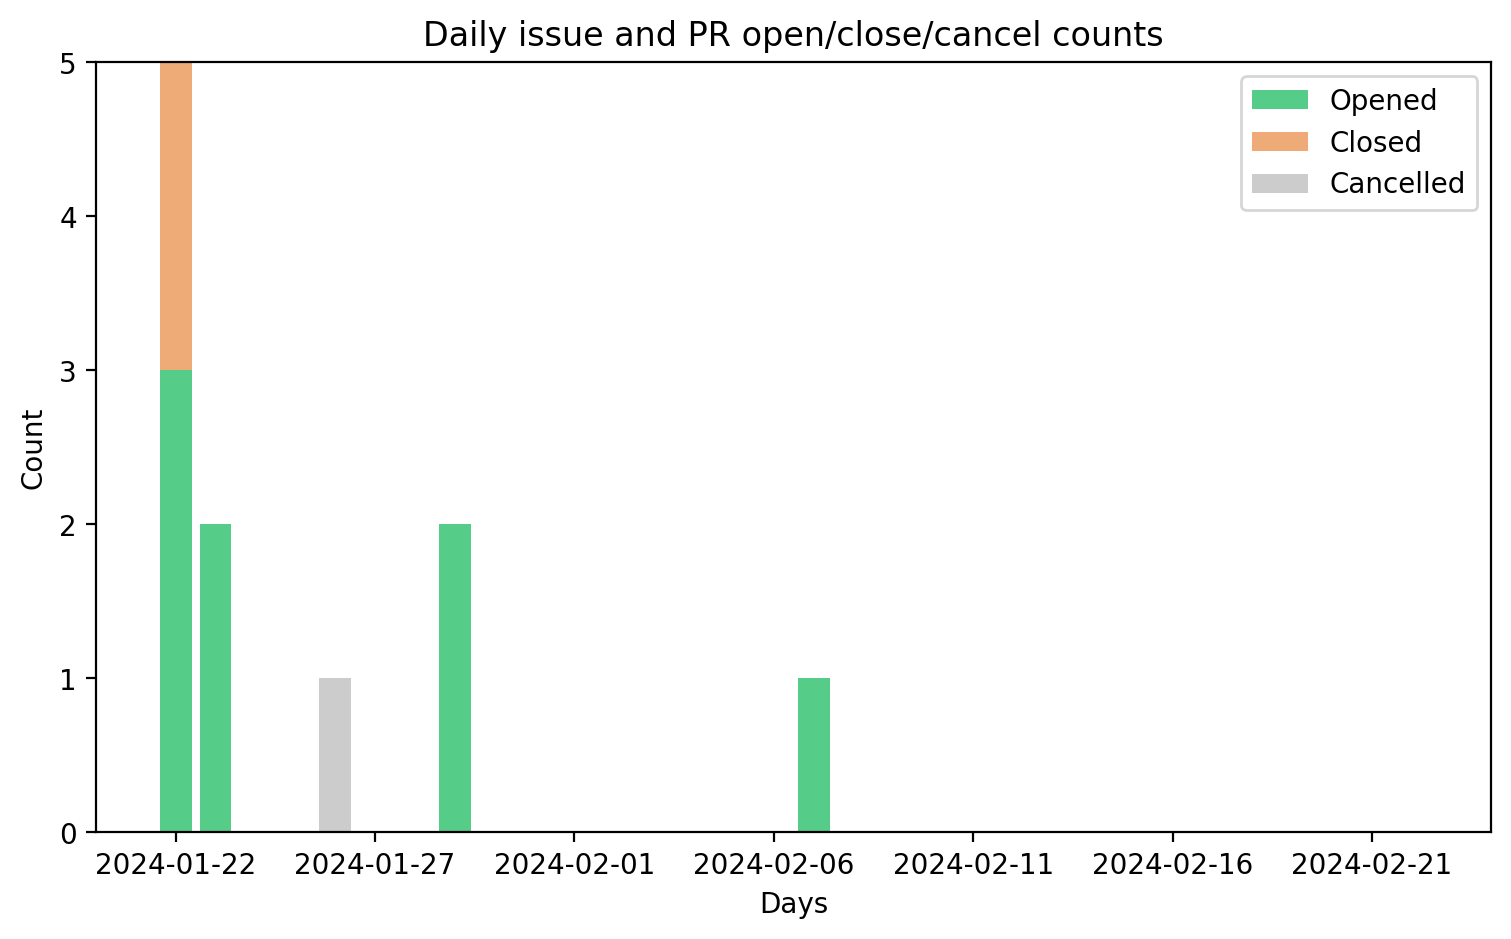 Daily issue and PR open/close/cancel counts
Opened
Closed
Cancelled
5
4
3
2
1
0
Count
2024-01-22 2024-01-27 2024-02-01 2024-02-06 2024-02-11 2024-02-16 2024-02-21
Days